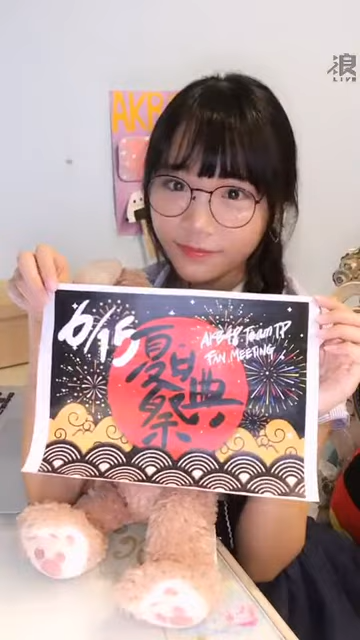 浪
LIVE
AKB
6/15
夏日
祭典
AKB48 Team TP
FAN MEETING